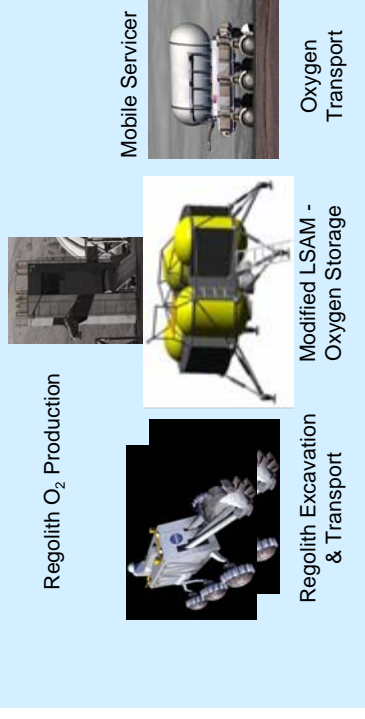 Regolith O₂ Production
Mobile Servicer
Regolith Excavation
& Transport
Modified LSAM -
Oxygen Storage
Oxygen
Transport